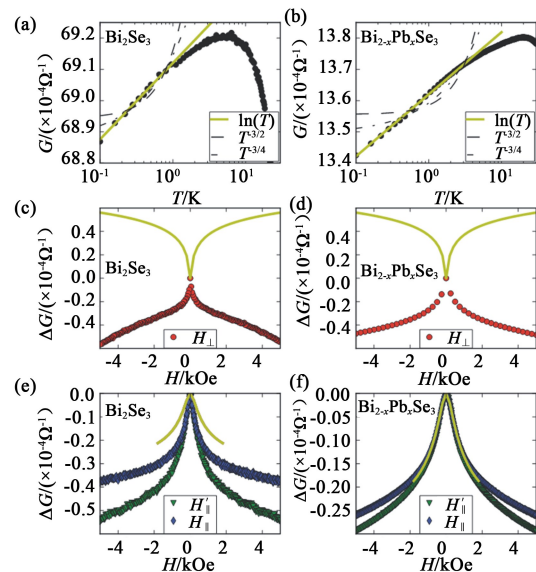 (a)
Bi2Se3
69.2
69.1
69.0
68.9
68.8
G/(×10-4Ω-1)
ln(T)
T-3/2
T-3/4
10-1 100 101
T/K
(b)
Bi2-xPbxSe3
13.8
13.7
13.6
13.5
13.4
G/(×10-4Ω-1)
ln(T)
T-3/2
T-3/4
10-1 100 101
T/K
(c)
Bi2Se3
0.4
0.2
0.0
-0.2
-0.4
ΔG/(×10-4Ω-1)
H⊥
-4 -2 0 2 4
H/kOe
(d)
Bi2-xPbxSe3
0.4
0.2
0.0
-0.2
-0.4
ΔG/(×10-4Ω-1)
H⊥
-4 -2 0 2 4
H/kOe
(e)
Bi2Se3
0.0
-0.1
-0.2
-0.3
-0.4
-0.5
ΔG/(×10-4Ω-1)
H′∥
H∥
-4 -2 0 2 4
H/kOe
(f)
Bi2-xPbxSe3
0.00
-0.05
-0.10
-0.15
-0.20
-0.25
ΔG/(×10-4Ω-1)
H′∥
H∥
-4 -2 0 2 4
H/kOe